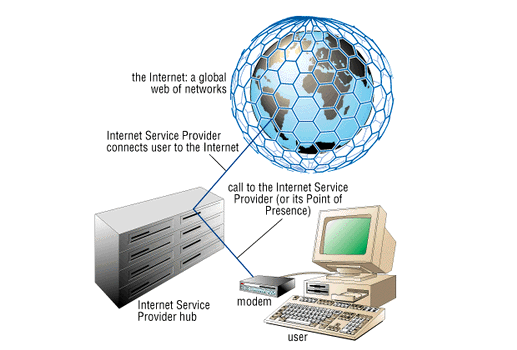 the Internet: a global
web of networks
Internet Service Provider
connects user to the Internet
call to the Internet Service
Provider (or its Point of
Presence)
modem
Internet Service
Provider hub
user